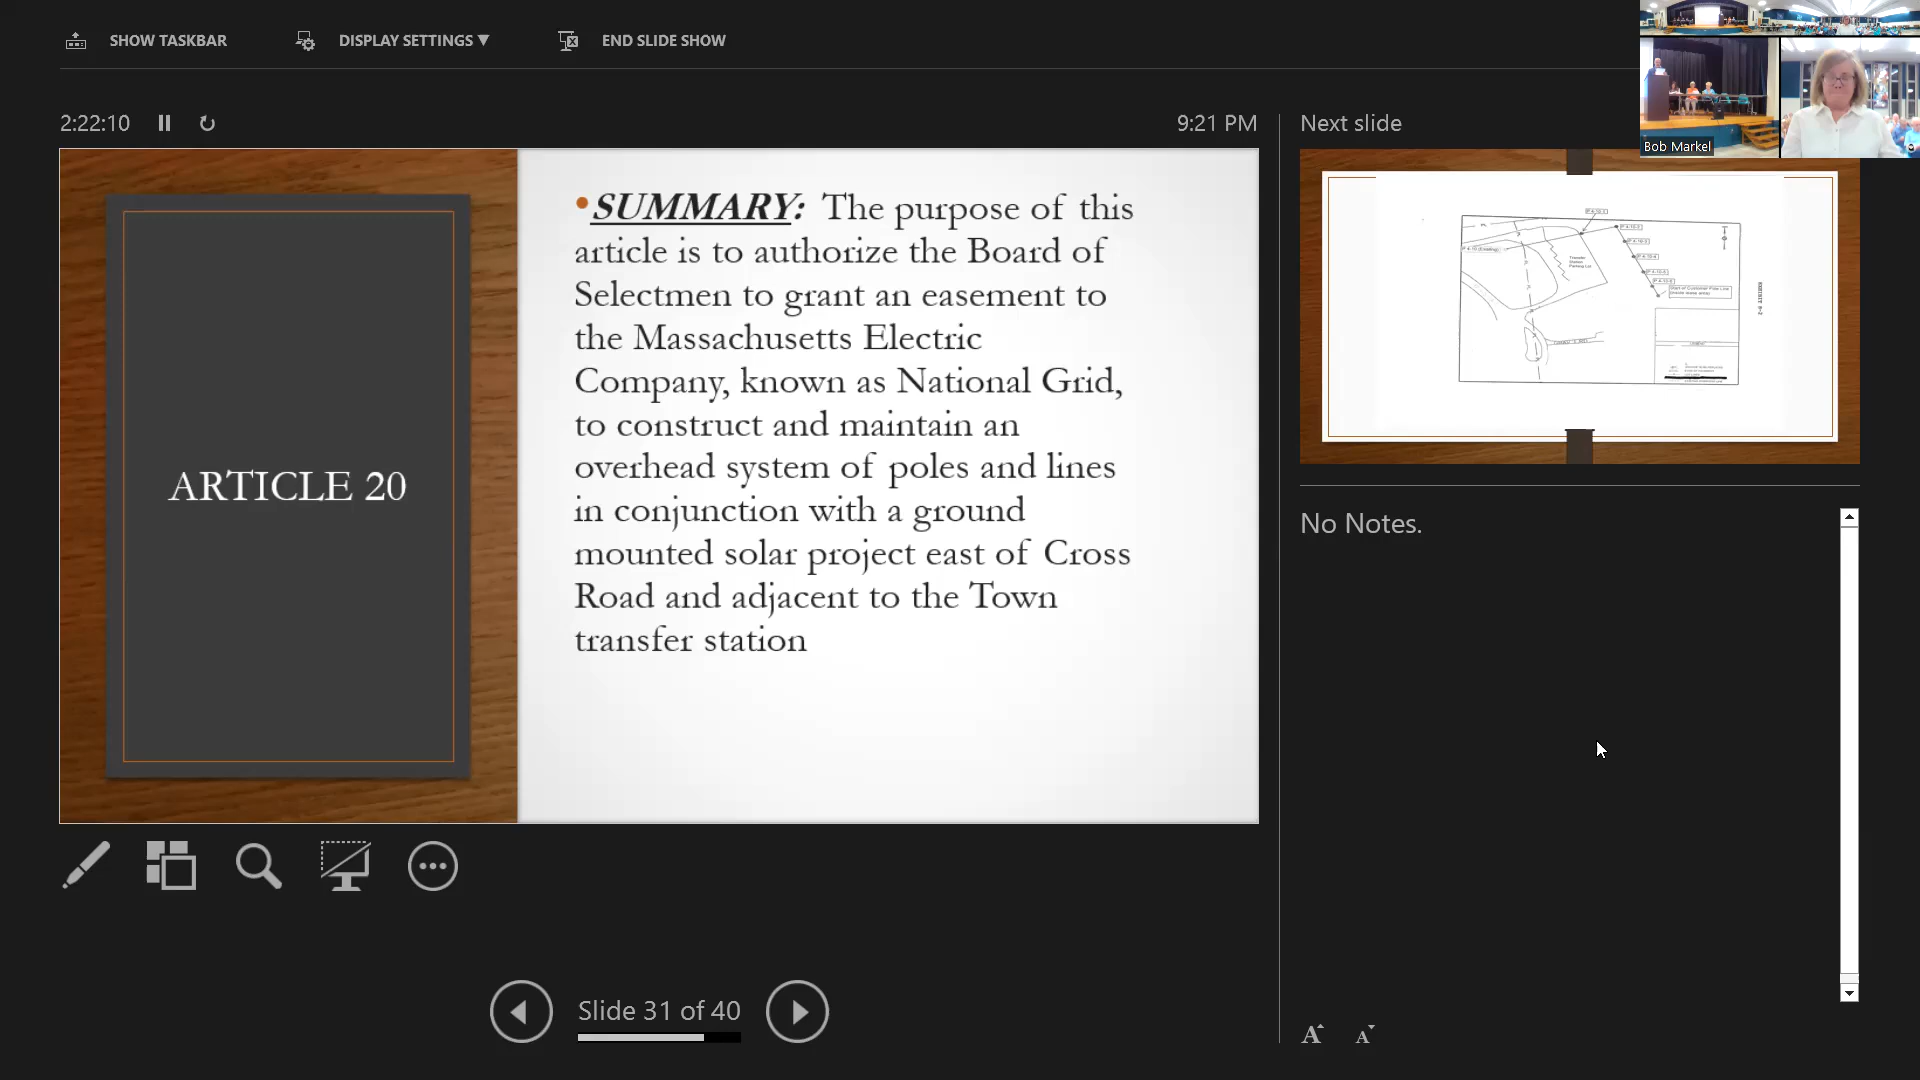 SHOW TASKBAR
DISPLAY SETTINGS ▼
END SLIDE SHOW
2:22:10
9:21 PM
Next slide
Bob Markel
ARTICLE 20
•SUMMARY: The purpose of this
article is to authorize the Board of
Selectmen to grant an easement to
the Massachusetts Electric
Company, known as National Grid,
to construct and maintain an
overhead system of poles and lines
in conjunction with a ground
mounted solar project east of Cross
Road and adjacent to the Town
transfer station
Transfer
Station
Parking Lot
No Notes.
Slide 31 of 40
A A